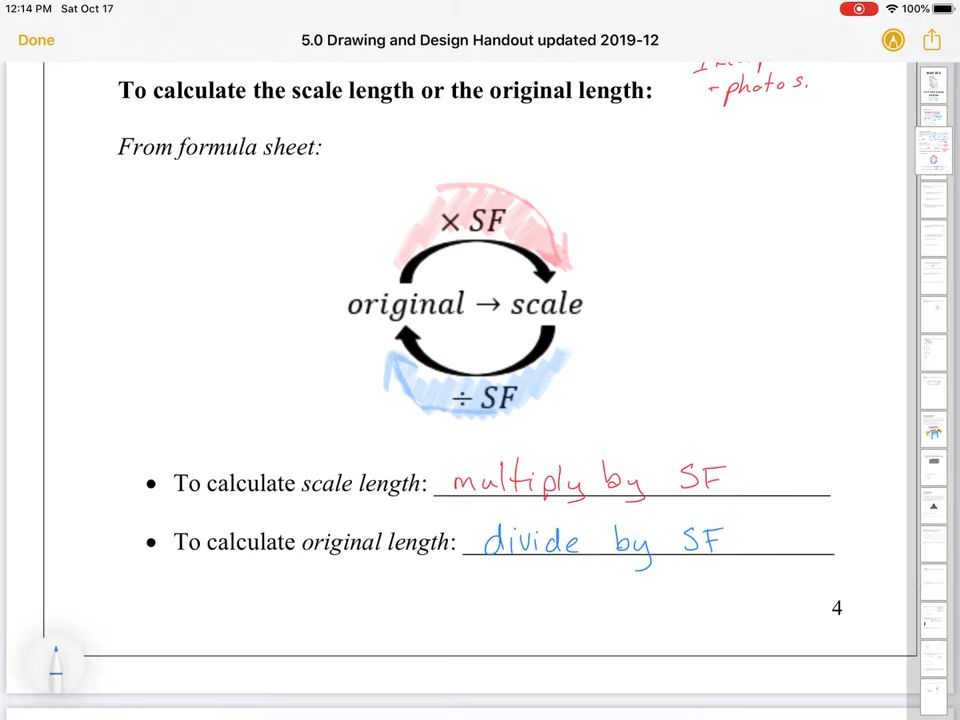 12:14 PM Sat Oct 17 100%
Done 5.0 Drawing and Design Handout updated 2019-12
- photos.
To calculate the scale length or the original length:
From formula sheet:
× SF
original → scale
÷ SF
• To calculate scale length: multiply by SF
• To calculate original length: divide by SF
4